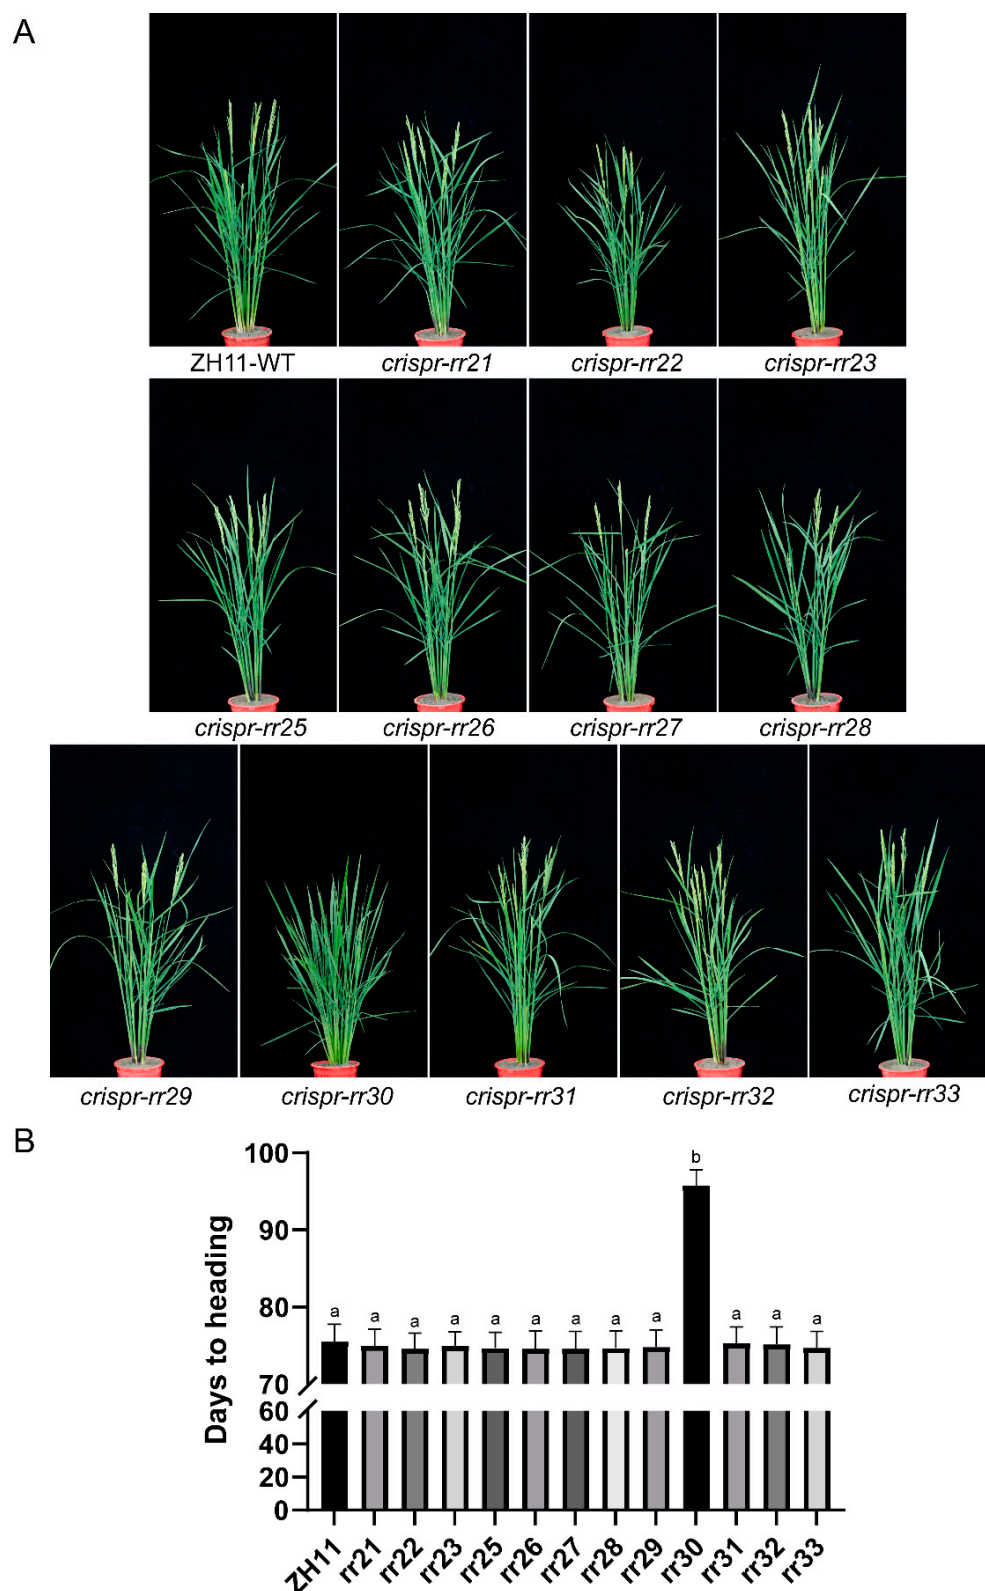 A
ZH11-WT crispr-rr21 crispr-rr22 crispr-rr23
crispr-rr25 crispr-rr26 crispr-rr27 crispr-rr28
crispr-rr29 crispr-rr30 crispr-rr31 crispr-rr32 crispr-rr33
B
Days to heading
100
90
80
70
60
40
20
0
a a a a a a a a a b a a a
ZH11 rr21 rr22 rr23 rr25 rr26 rr27 rr28 rr29 rr30 rr31 rr32 rr33